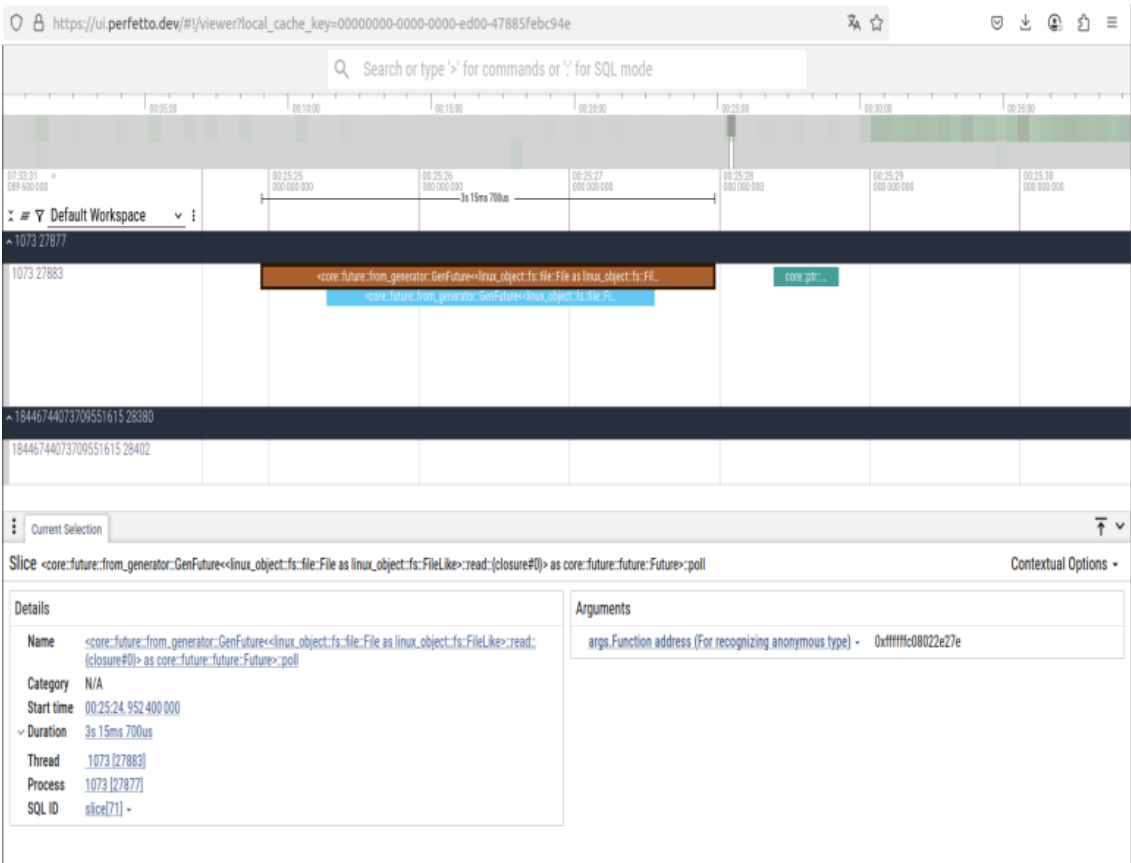 https://ui.perfetto.dev/#!/viewer?local_cache_key=00000000-0000-0000-ed00-47885febc94e
Search or type '>' for commands or ':' for SQL mode
00:05:00 00:10:00 00:15:00 00:20:00 00:25:00 00:30:00 00:35:00
07:33:31 + 00:25:25 00:25:26 00:25:27 00:25:28 00:25:29 00:25:30
089 600 000 000 000 000 000 000 000 000 000 000 000 000 000 000 000 000 000 000 000
3s 15ms 700us
Default Workspace
1073 27877
1073 27883
<core::future::from_generator::GenFuture<<linux_object::fs::file::File as linux_object::fs::Fil... core::ptr::...
<core::future::from_generator::GenFuture<<linux_object::fs::file::Fi...
18446744073709551615 28380
18446744073709551615 28402
Current Selection
Slice <core::future::from_generator::GenFuture<<linux_object::fs::file::File as linux_object::fs::FileLike>::read::{closure#0}> as core::future::future::Future>::poll Contextual Options
Details Arguments
Name <core::future::from_generator::GenFuture<<linux_object::fs::file::File as linux_object::fs::FileLike>::read:: args.Function address (For recognizing anonymous type) - 0xffffffc08022e27e
{closure#0}> as core::future::future::Future>::poll
Category N/A
Start time 00:25:24.952 400 000
Duration 3s 15ms 700us
Thread 1073 [27883]
Process 1073 [27877]
SQL ID slice[71]